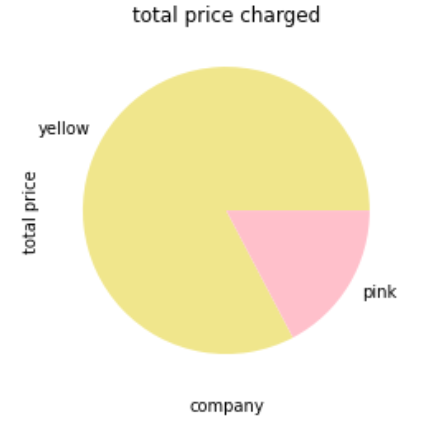 total price charged
yellow
total price
pink
company